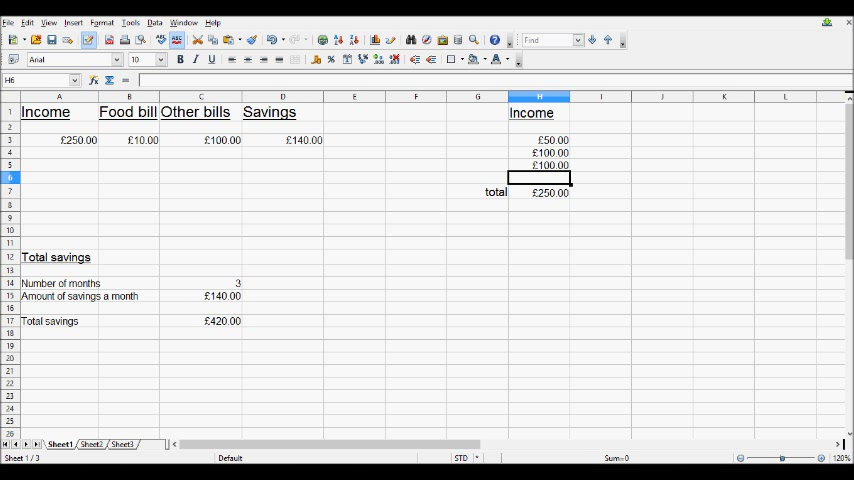 File Edit View Insert Format Tools Data Window Help
Find
Arial 10 B I U
H6
A B C D E F G H I J K L
1 Income Food bill Other bills Savings Income
2
3 £250.00 £10.00 £100.00 £140.00 £50.00
4 £100.00
5 £100.00
6
7 total £250.00
8
9
10
11
12 Total savings
13
14 Number of months 3
15 Amount of savings a month £140.00
16
17 Total savings £420.00
18
19
20
21
22
23
24
25
26
Sheet1 Sheet2 Sheet3
Sheet 1 / 3 Default STD * Sum=0 120%